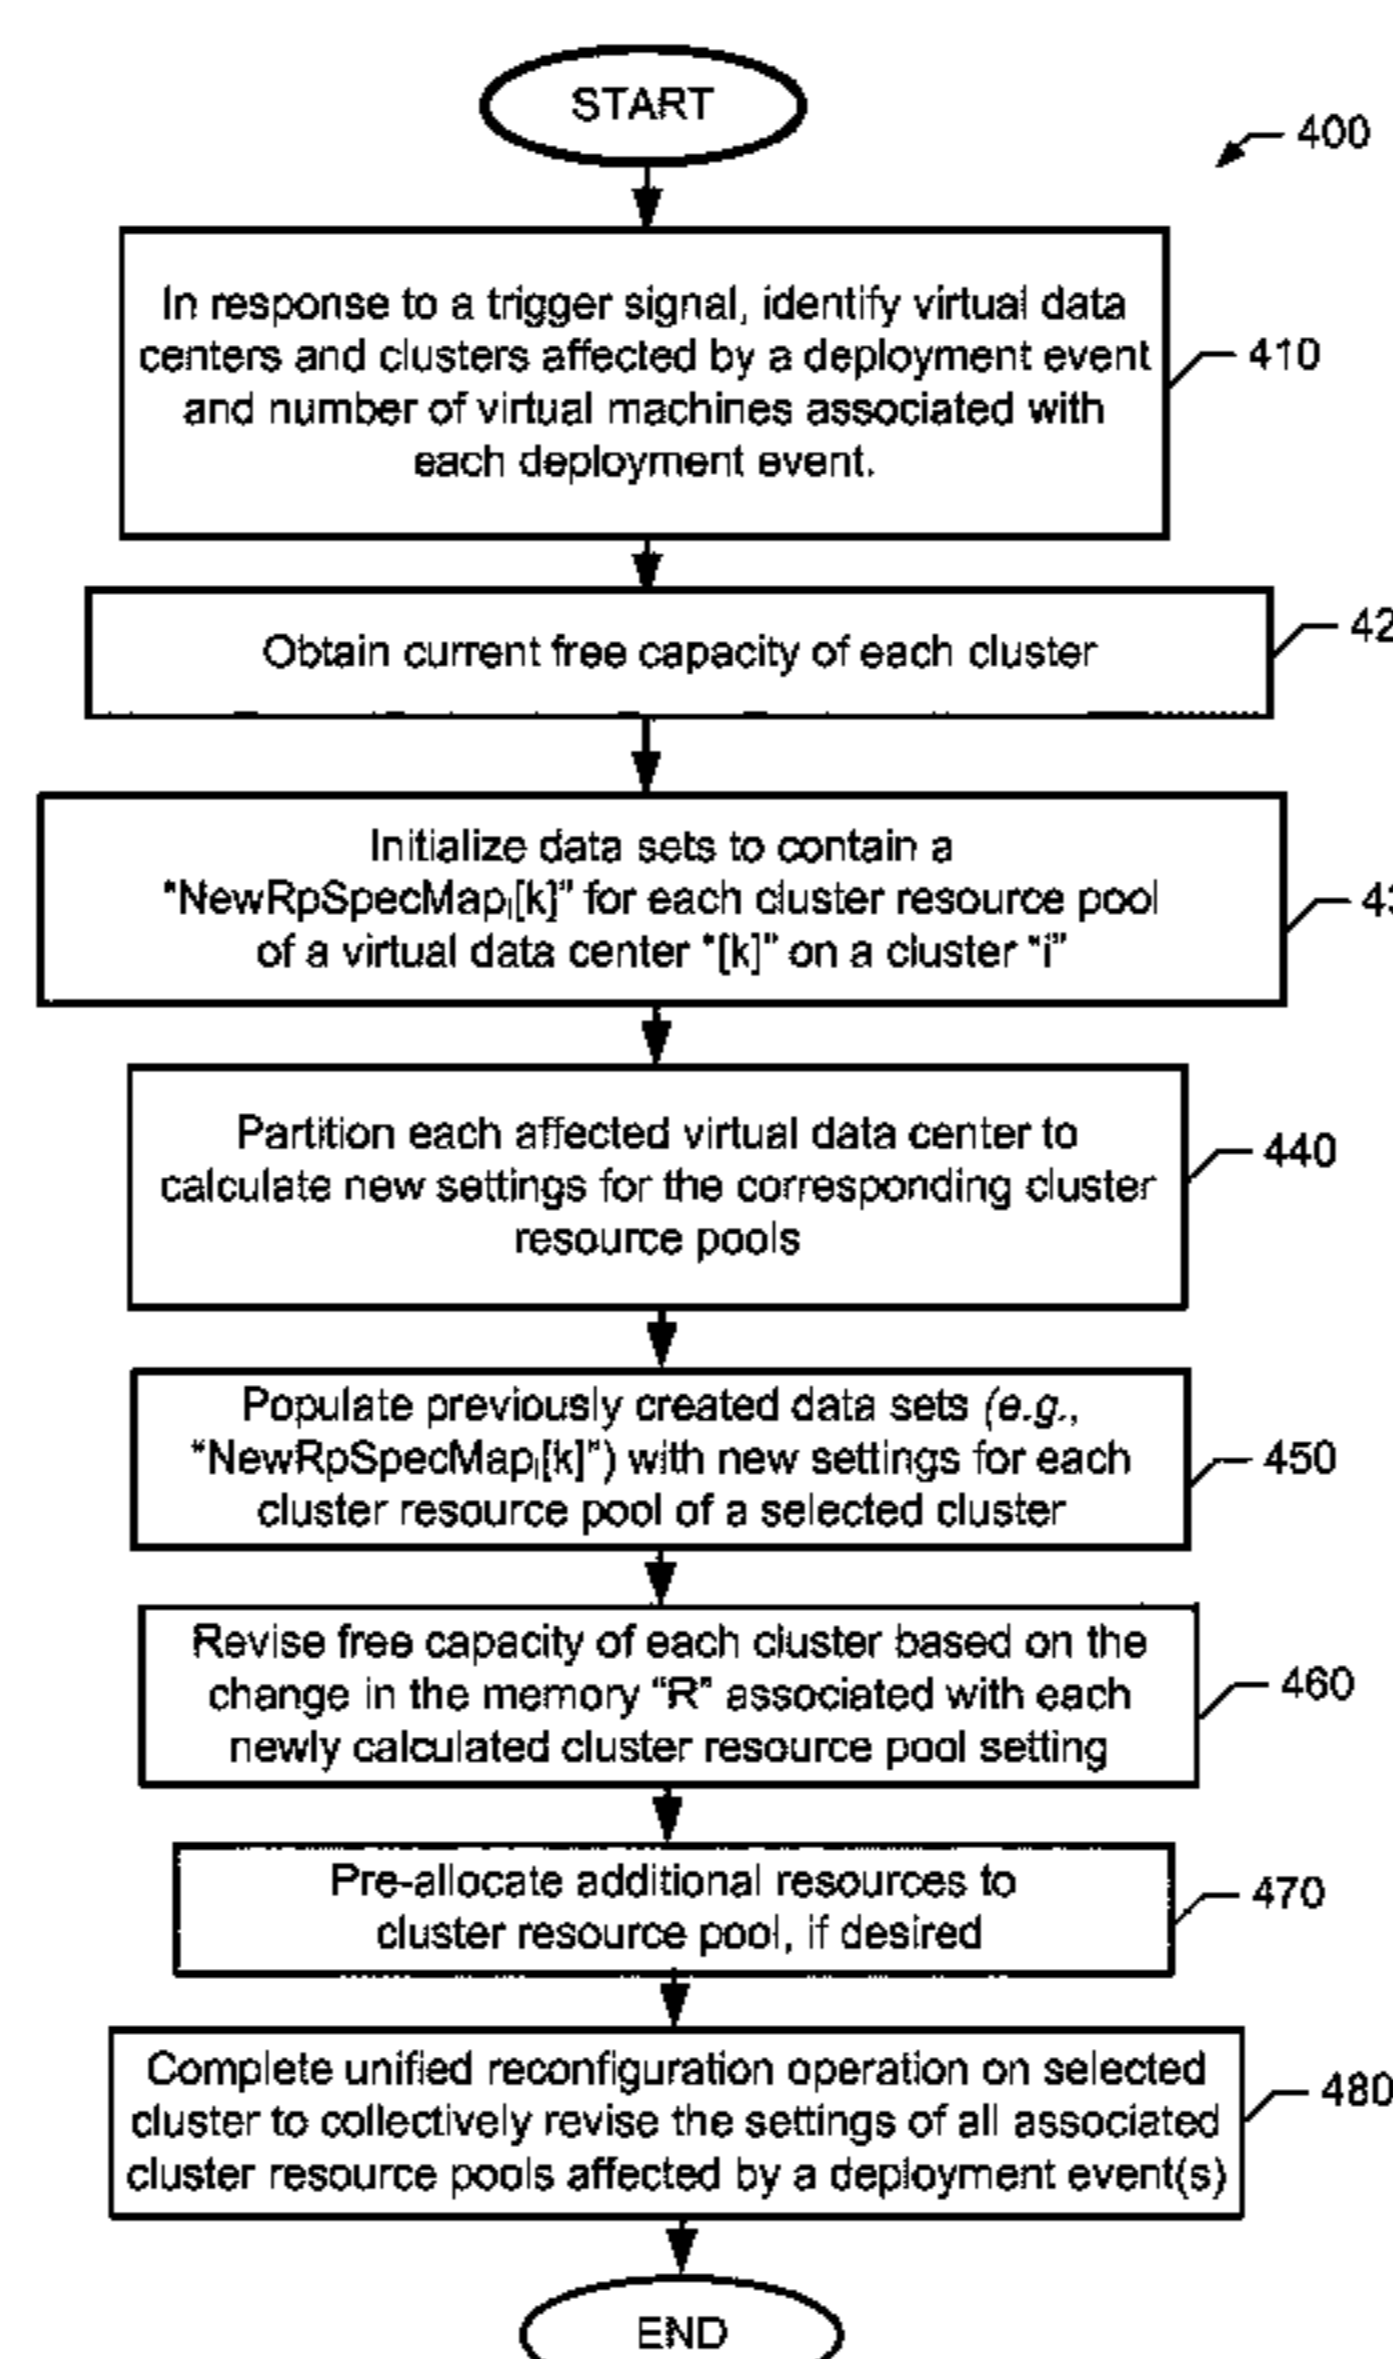 START
400
In response to a trigger signal, identify virtual data
centers and clusters affected by a deployment event
and number of virtual machines associated with
each deployment event.
410
Obtain current free capacity of each cluster
42
Initialize data sets to contain a
"NewRpSpecMapᵢ[k]" for each cluster resource pool
of a virtual data center "[k]" on a cluster "i"
43
Partition each affected virtual data center to
calculate new settings for the corresponding cluster
resource pools
440
Populate previously created data sets (e.g.,
"NewRpSpecMapᵢ[k]") with new settings for each
cluster resource pool of a selected cluster
450
Revise free capacity of each cluster based on the
change in the memory "R" associated with each
newly calculated cluster resource pool setting
460
Pre-allocate additional resources to
cluster resource pool, if desired
470
Complete unified reconfiguration operation on selected
cluster to collectively revise the settings of all associated
cluster resource pools affected by a deployment event(s)
480
END